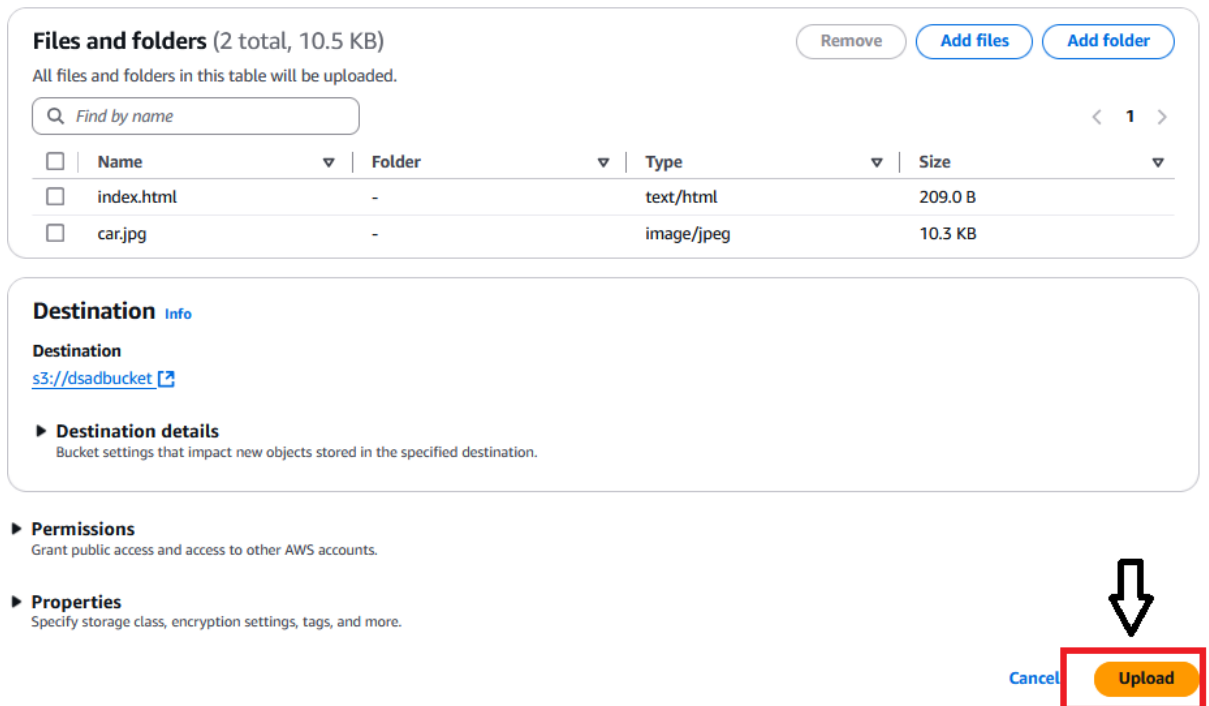 Files and folders (2 total, 10.5 KB) Remove Add files Add folder
All files and folders in this table will be uploaded.
Find by name 1
Name Folder Type Size
index.html - text/html 209.0 B
car.jpg - image/jpeg 10.3 KB
Destination Info
Destination
s3://dsadbucket
Destination details
Bucket settings that impact new objects stored in the specified destination.
Permissions
Grant public access and access to other AWS accounts.
Properties
Specify storage class, encryption settings, tags, and more.
Cancel Upload